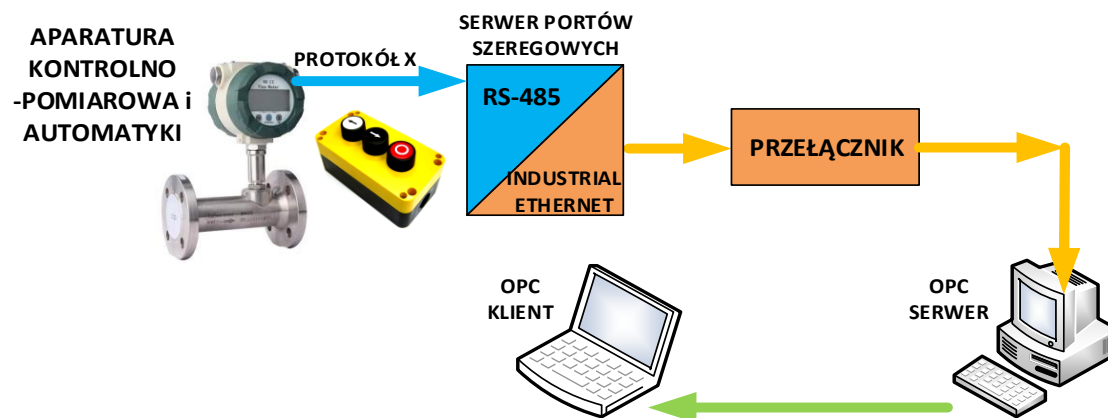 APARATURA
KONTROLNO
-POMIAROWA i
AUTOMATYKI
PROTOKÓŁ X
SERWER PORTÓW
SZEREGOWYCH
RS-485
INDUSTRIAL
ETHERNET
PRZEŁĄCZNIK
OPC
KLIENT
OPC
SERWER